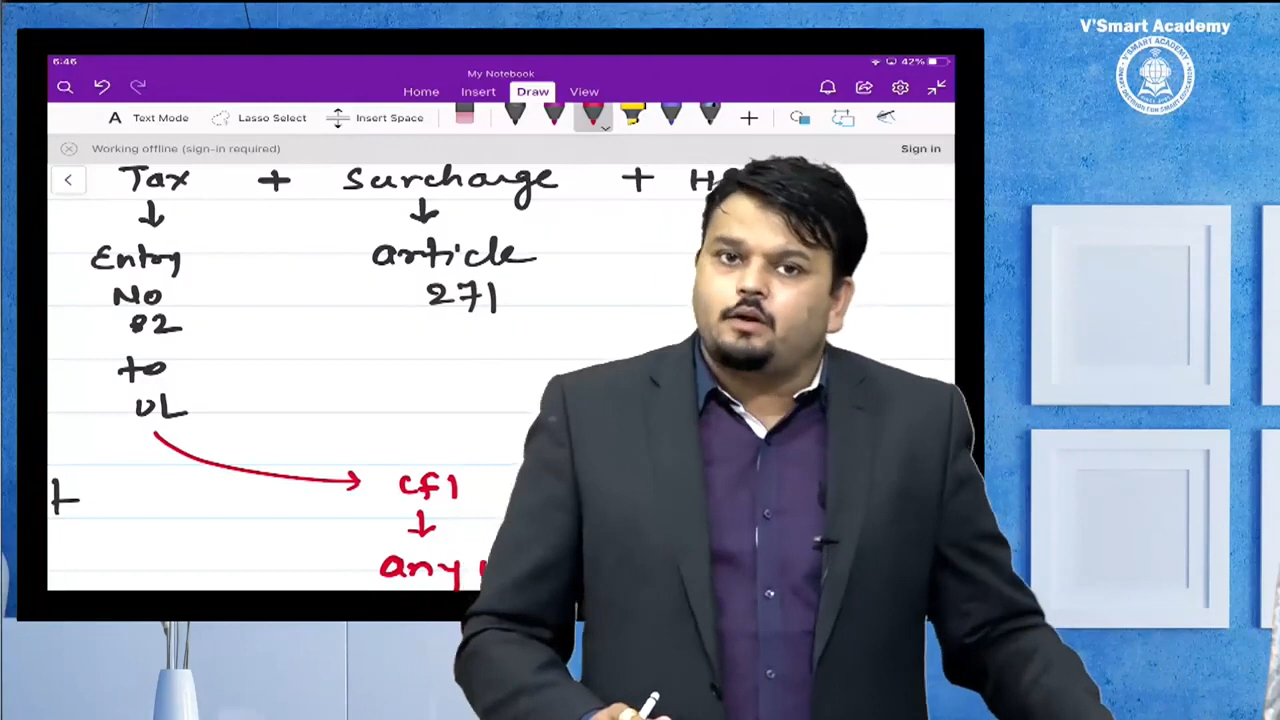 V'Smart Academy
6:46
42%
My Notebook
Home Insert Draw View
Text Mode Lasso Select Insert Space
Working offline (sign-in required) Sign in
Tax + Surcharge + H
↓ ↓
Entry article
No 271
82
to
UL
CFI
↓
any